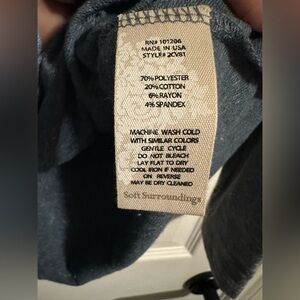 RN# 101206
MADE IN USA
STYLE# 2CV81
70% POLYESTER
20% COTTON
6% RAYON
4% SPANDEX
MACHINE WASH COLD
WITH SIMILAR COLORS
GENTLE CYCLE
DO NOT BLEACH
LAY FLAT TO DRY
COOL IRON IF NEEDED
ON REVERSE
MAY BE DRY CLEANED
Soft Surroundings